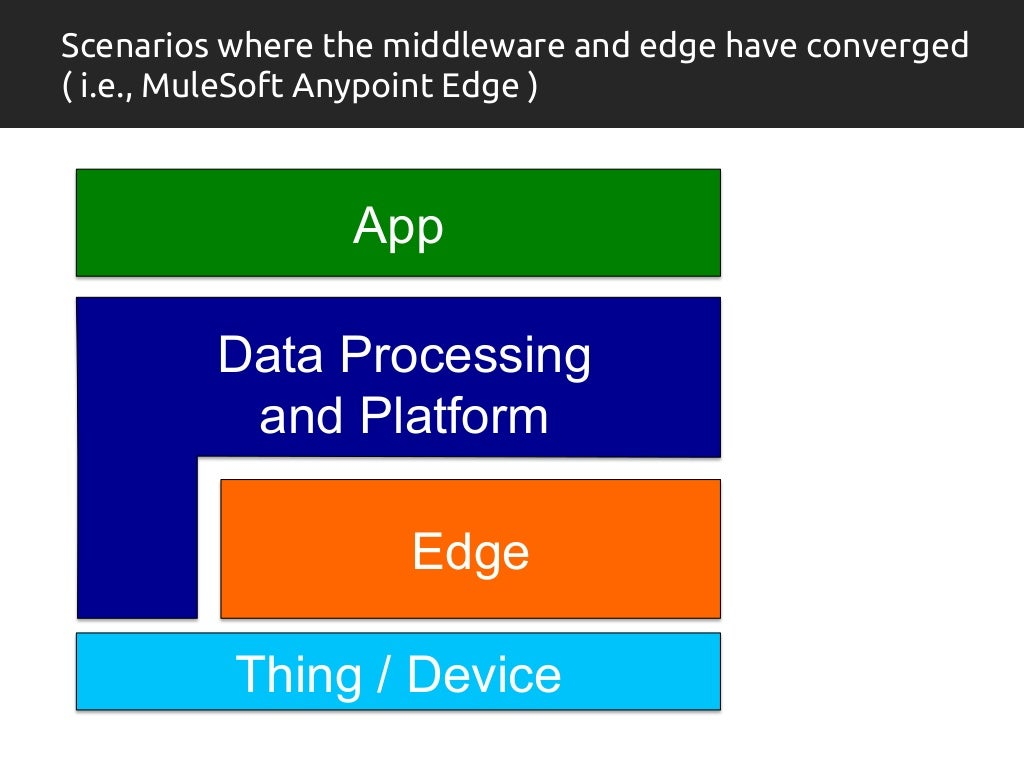 Scenarios where the middleware and edge have converged
( i.e., MuleSoft Anypoint Edge )
App
Data Processing
and Platform
Edge
Thing / Device